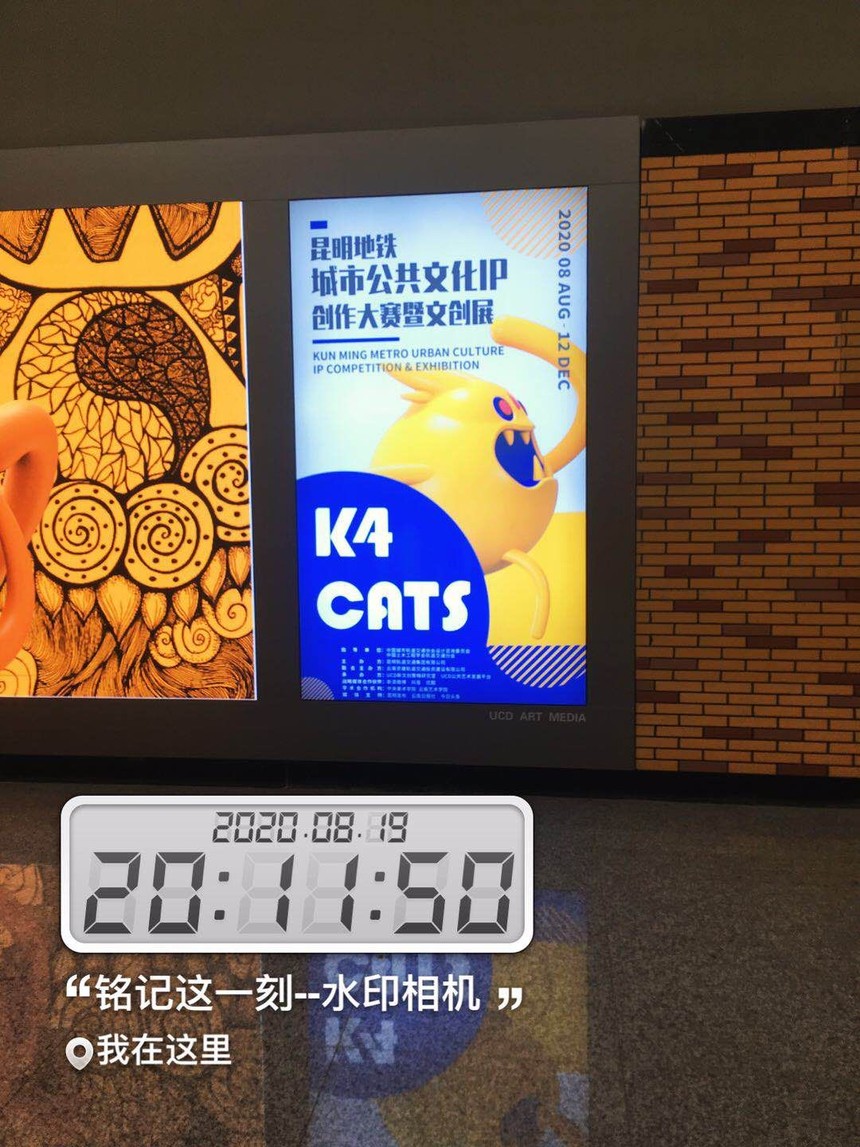 昆明地铁
城市公共文化IP
创作大赛暨文创展
KUN MING METRO URBAN CULTURE
IP COMPETITION & EXHIBITION
2020 08 AUG - 12 DEC
K4
CATS
UCD ART MEDIA
2020.08.19
20:11:50
“铭记这一刻--水印相机 ”
我在这里